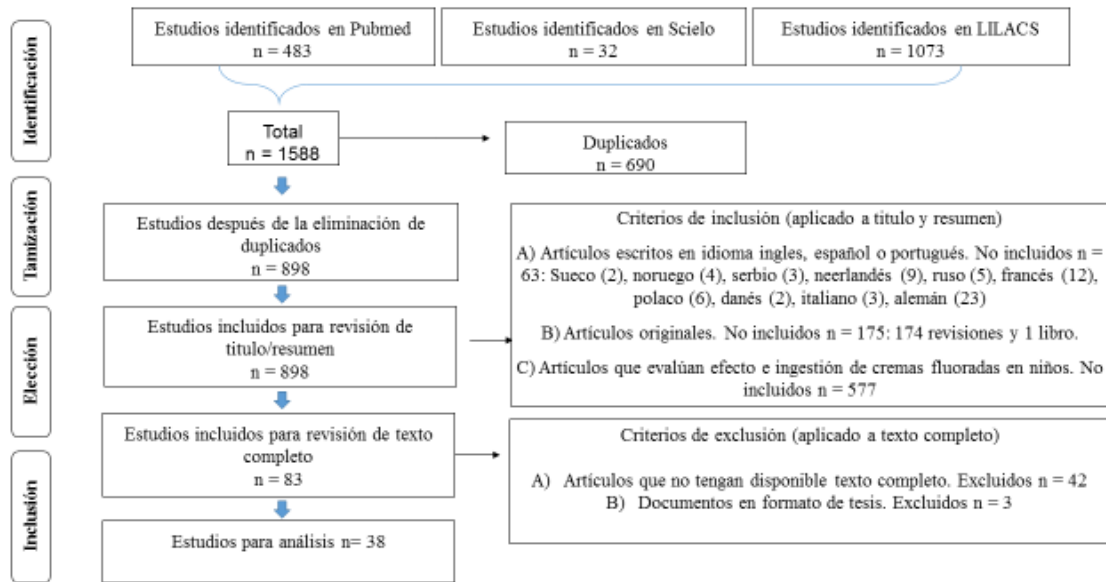 Identificación
Estudios identificados en Pubmed
n = 483
Estudios identificados en Scielo
n = 32
Estudios identificados en LILACS
n = 1073
Total
n = 1588
Duplicados
n = 690
Tamización
Estudios después de la eliminación de
duplicados
n = 898
Criterios de inclusión (aplicado a titulo y resumen)
A) Artículos escritos en idioma ingles, español o portugués. No incluidos n =
63: Sueco (2), noruego (4), serbio (3), neerlandés (9), ruso (5), francés (12),
polaco (6), danés (2), italiano (3), alemán (23)
B) Artículos originales. No incluidos n = 175: 174 revisiones y 1 libro.
C) Artículos que evalúan efecto e ingestión de cremas fluoradas en niños. No
incluidos n = 577
Elección
Estudios incluidos para revisión de
titulo/resumen
n = 898
Estudios incluidos para revisión de texto
completo
n = 83
Criterios de exclusión (aplicado a texto completo)
A) Artículos que no tengan disponible texto completo. Excluidos n = 42
B) Documentos en formato de tesis. Excluidos n = 3
Inclusión
Estudios para análisis n= 38